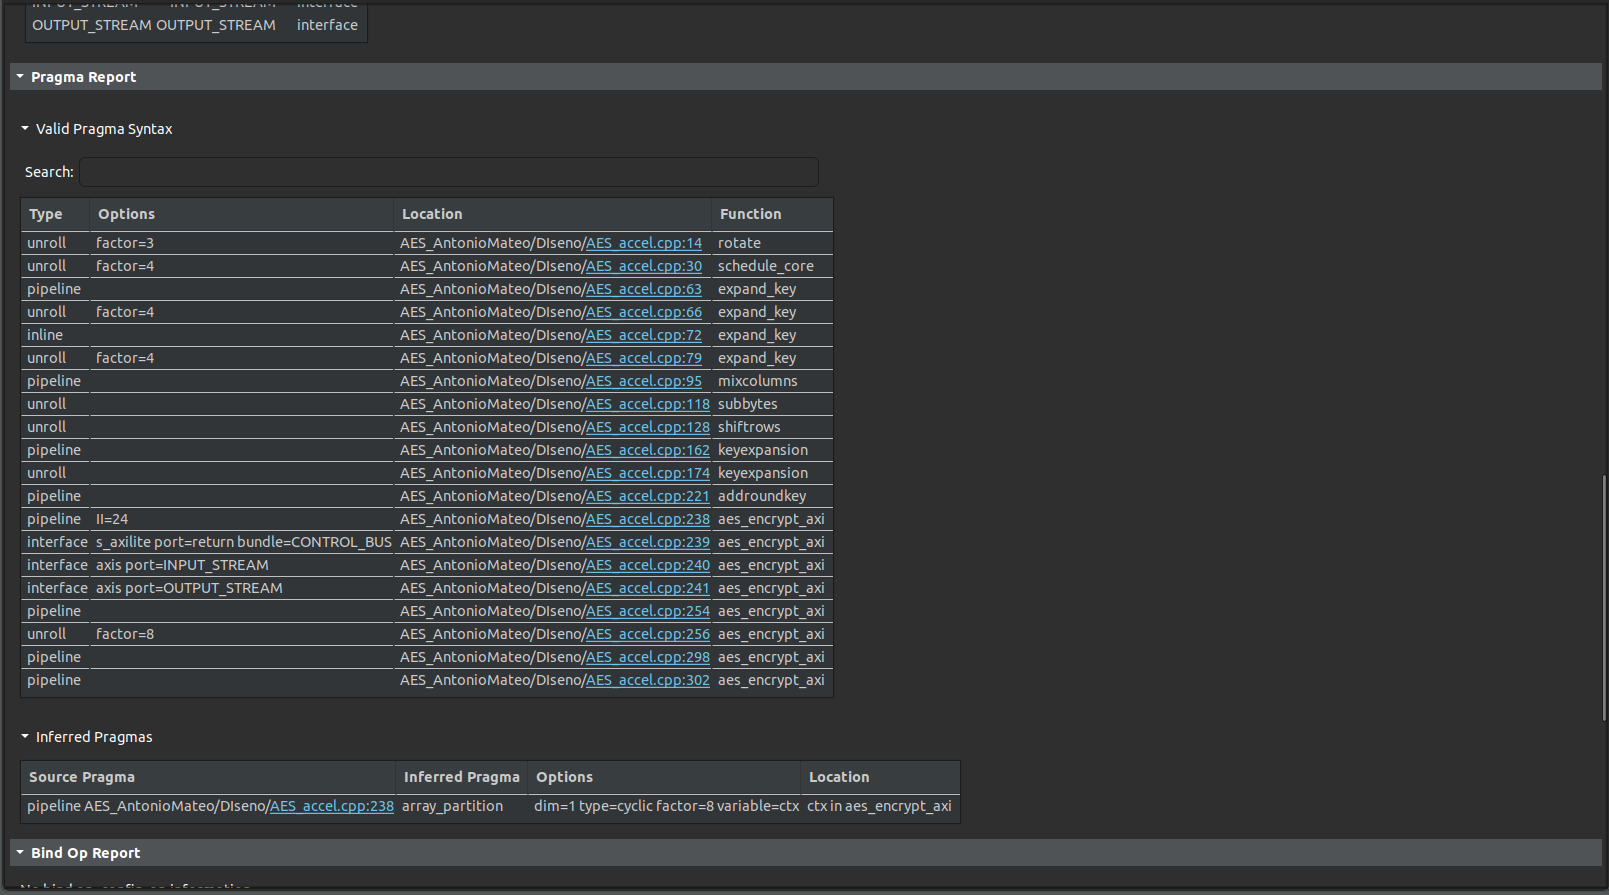 INPUT_STREAM INPUT_STREAM interface
OUTPUT_STREAM OUTPUT_STREAM interface
Pragma Report
Valid Pragma Syntax
Search:
Type Options Location Function
unroll factor=3 AES_AntonioMateo/DIseno/AES_accel.cpp:14 rotate
unroll factor=4 AES_AntonioMateo/DIseno/AES_accel.cpp:30 schedule_core
pipeline AES_AntonioMateo/DIseno/AES_accel.cpp:63 expand_key
unroll factor=4 AES_AntonioMateo/DIseno/AES_accel.cpp:66 expand_key
inline AES_AntonioMateo/DIseno/AES_accel.cpp:72 expand_key
unroll factor=4 AES_AntonioMateo/DIseno/AES_accel.cpp:79 expand_key
pipeline AES_AntonioMateo/DIseno/AES_accel.cpp:95 mixcolumns
unroll AES_AntonioMateo/DIseno/AES_accel.cpp:118 subbytes
unroll AES_AntonioMateo/DIseno/AES_accel.cpp:128 shiftrows
pipeline AES_AntonioMateo/DIseno/AES_accel.cpp:162 keyexpansion
unroll AES_AntonioMateo/DIseno/AES_accel.cpp:174 keyexpansion
pipeline AES_AntonioMateo/DIseno/AES_accel.cpp:221 addroundkey
pipeline II=24 AES_AntonioMateo/DIseno/AES_accel.cpp:238 aes_encrypt_axi
interface s_axilite port=return bundle=CONTROL_BUS AES_AntonioMateo/DIseno/AES_accel.cpp:239 aes_encrypt_axi
interface axis port=INPUT_STREAM AES_AntonioMateo/DIseno/AES_accel.cpp:240 aes_encrypt_axi
interface axis port=OUTPUT_STREAM AES_AntonioMateo/DIseno/AES_accel.cpp:241 aes_encrypt_axi
pipeline AES_AntonioMateo/DIseno/AES_accel.cpp:254 aes_encrypt_axi
unroll factor=8 AES_AntonioMateo/DIseno/AES_accel.cpp:256 aes_encrypt_axi
pipeline AES_AntonioMateo/DIseno/AES_accel.cpp:298 aes_encrypt_axi
pipeline AES_AntonioMateo/DIseno/AES_accel.cpp:302 aes_encrypt_axi
Inferred Pragmas
Source Pragma Inferred Pragma Options Location
pipeline AES_AntonioMateo/DIseno/AES_accel.cpp:238 array_partition dim=1 type=cyclic factor=8 variable=ctx ctx in aes_encrypt_axi
Bind Op Report